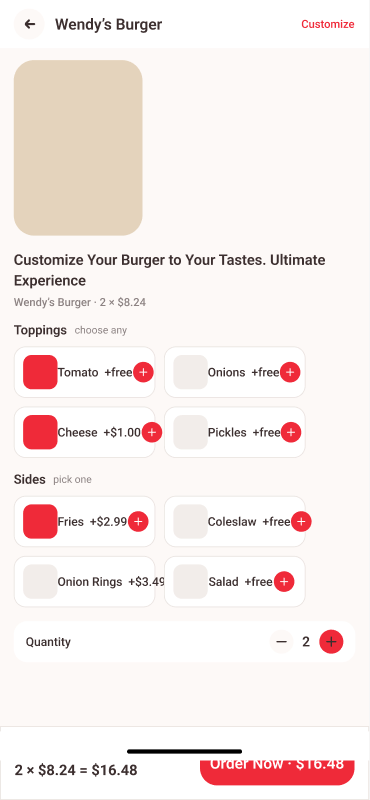 Wendy’s Burger
Customize
Customize Your Burger to Your Tastes. Ultimate
Experience
Wendy’s Burger · 2 × $8.24
Toppings choose any
Tomato +free +
Onions +free +
Cheese +$1.00 +
Pickles +free +
Sides pick one
Fries +$2.99 +
Coleslaw +free +
Onion Rings +$3.49
Salad +free +
Quantity − 2 +
2 × $8.24 = $16.48
Order Now · $16.48